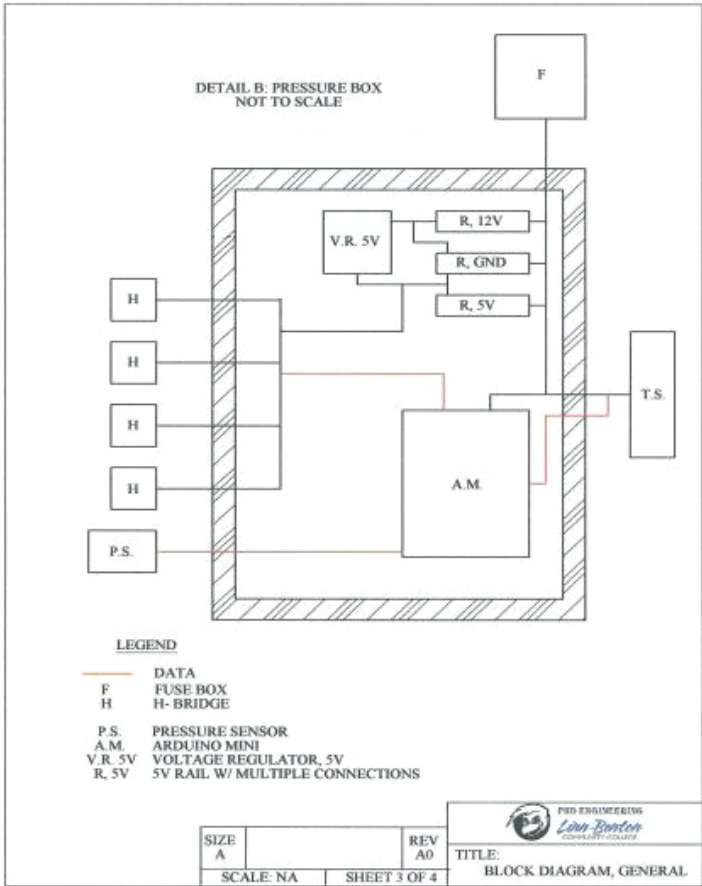 DETAIL B: PRESSURE BOX
NOT TO SCALE
F
V.R. 5V
R, 12V
R, GND
R, 5V
H
H
H
H
P.S.
A.M.
T.S.
LEGEND
DATA
F FUSE BOX
H H- BRIDGE
P.S. PRESSURE SENSOR
A.M. ARDUINO MINI
V.R. 5V VOLTAGE REGULATOR, 5V
R, 5V 5V RAIL W/ MULTIPLE CONNECTIONS
SIZE
A
REV
A0
SCALE: NA
SHEET 3 OF 4
ENGINEERING
Linn-Benton
COMMUNITY COLLEGE
TITLE:
BLOCK DIAGRAM, GENERAL